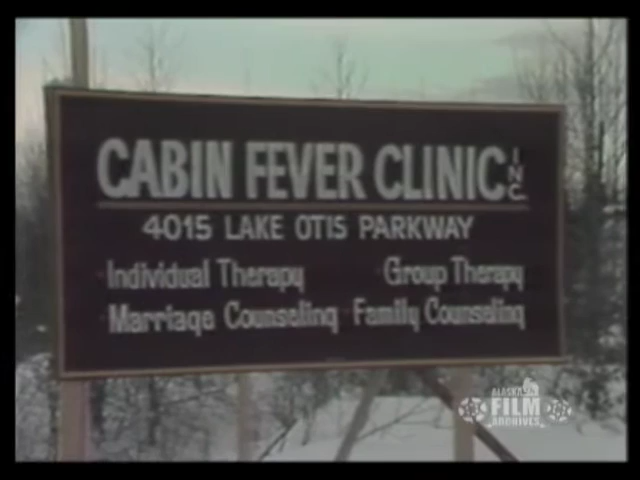 CABIN FEVER CLINIC INC
4015 LAKE OTIS PARKWAY
Individual Therapy Group Therapy
Marriage Counseling Family Counseling
ALASKA
FILM
ARCHIVES